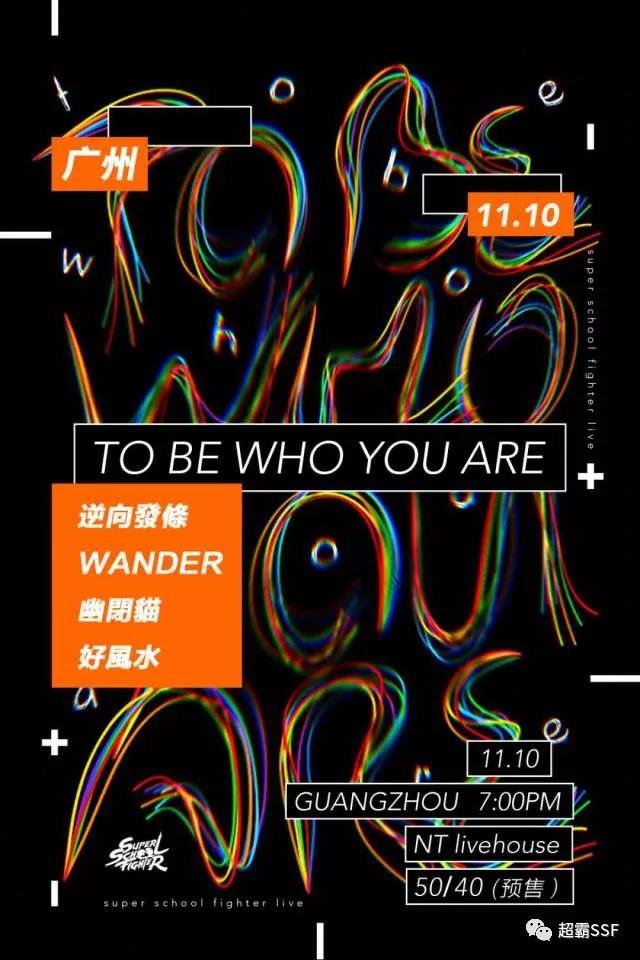 t o b e
广州
11.10
w h o
super school fighter live
TO BE WHO YOU ARE
逆向發條
WANDER
幽閉貓
好風水
o u
a r e
11.10
GUANGZHOU 7:00PM
NT livehouse
50/40 (预售)
SUPER SCHOOL FIGHTER
super school fighter live
超霸SSF